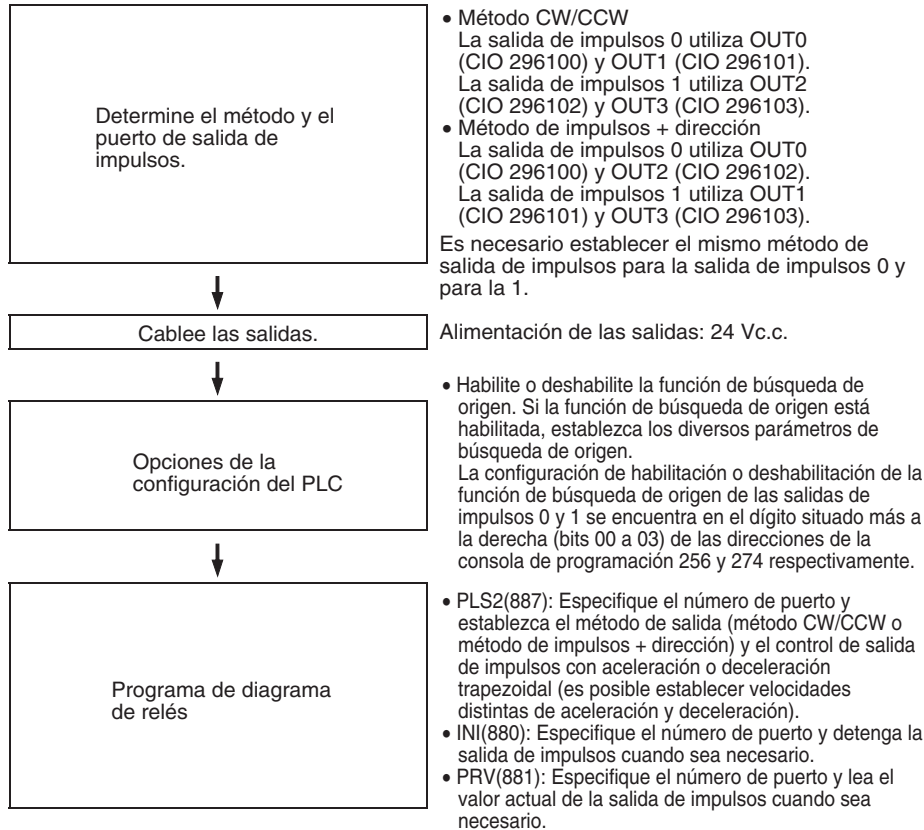 Determine el método y el
puerto de salida de
impulsos.
• Método CW/CCW
La salida de impulsos 0 utiliza OUT0
(CIO 296100) y OUT1 (CIO 296101).
La salida de impulsos 1 utiliza OUT2
(CIO 296102) y OUT3 (CIO 296103).
• Método de impulsos + dirección
La salida de impulsos 0 utiliza OUT0
(CIO 296100) y OUT2 (CIO 296102).
La salida de impulsos 1 utiliza OUT1
(CIO 296101) y OUT3 (CIO 296103).
Es necesario establecer el mismo método de
salida de impulsos para la salida de impulsos 0 y
para la 1.
Cablee las salidas.
Alimentación de las salidas: 24 Vc.c.
Opciones de la
configuración del PLC
• Habilite o deshabilite la función de búsqueda de
origen. Si la función de búsqueda de origen está
habilitada, establezca los diversos parámetros de
búsqueda de origen.
La configuración de habilitación o deshabilitación de la
función de búsqueda de origen de las salidas de
impulsos 0 y 1 se encuentra en el dígito situado más a
la derecha (bits 00 a 03) de las direcciones de la
consola de programación 256 y 274 respectivamente.
Programa de diagrama
de relés
• PLS2(887): Especifique el número de puerto y
establezca el método de salida (método CW/CCW o
método de impulsos + dirección) y el control de salida
de impulsos con aceleración o deceleración
trapezoidal (es posible establecer velocidades
distintas de aceleración y deceleración).
• INI(880): Especifique el número de puerto y detenga la
salida de impulsos cuando sea necesario.
• PRV(881): Especifique el número de puerto y lea el
valor actual de la salida de impulsos cuando sea
necesario.